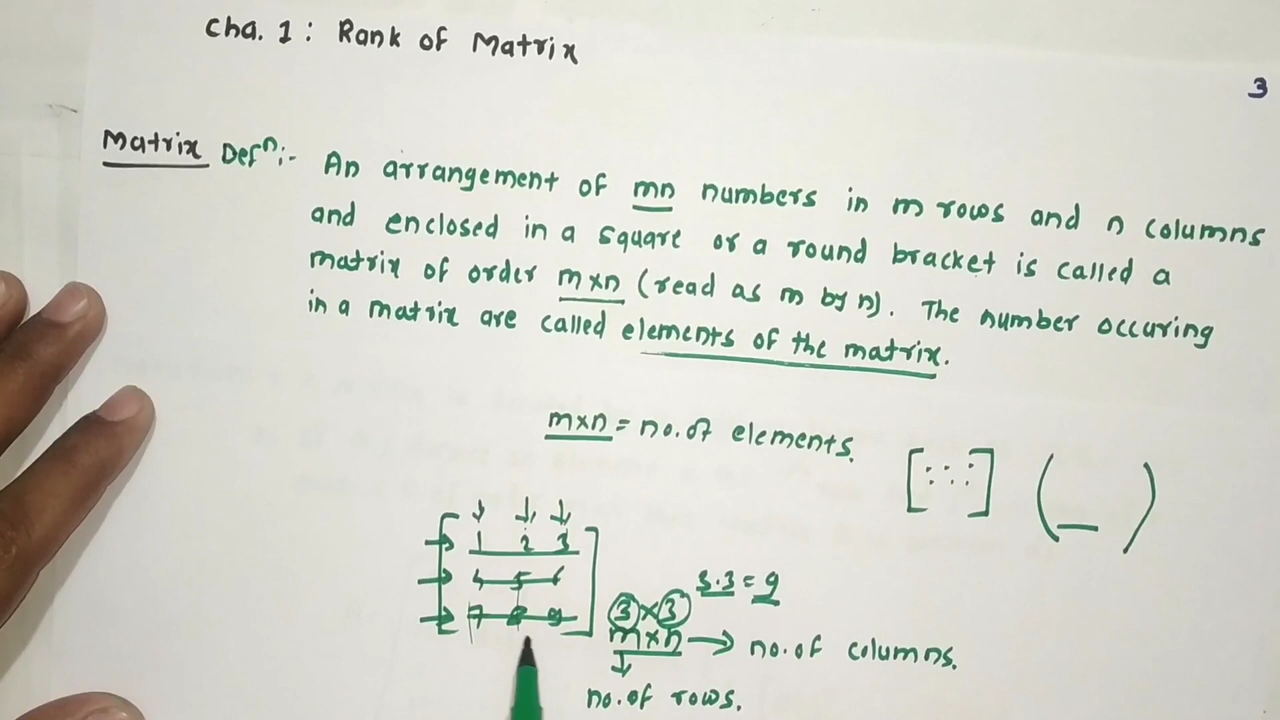 Cha. 1 : Rank of Matrix
3
Matrix Defⁿ:- An arrangement of mn numbers in m rows and n columns
and enclosed in a square or a round bracket is called a
matrix of order m×n (read as m by n). The number occuring
in a matrix are called elements of the matrix.
m×n = no. of elements.
1 2 3
4 5 6
7 8 9
3×3
3·3 = 9
m×n → no. of columns.
no. of rows.